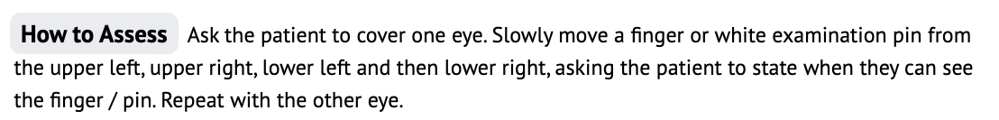 How to Assess Ask the patient to cover one eye. Slowly move a finger or white examination pin from
the upper left, upper right, lower left and then lower right, asking the patient to state when they can see
the finger / pin. Repeat with the other eye.